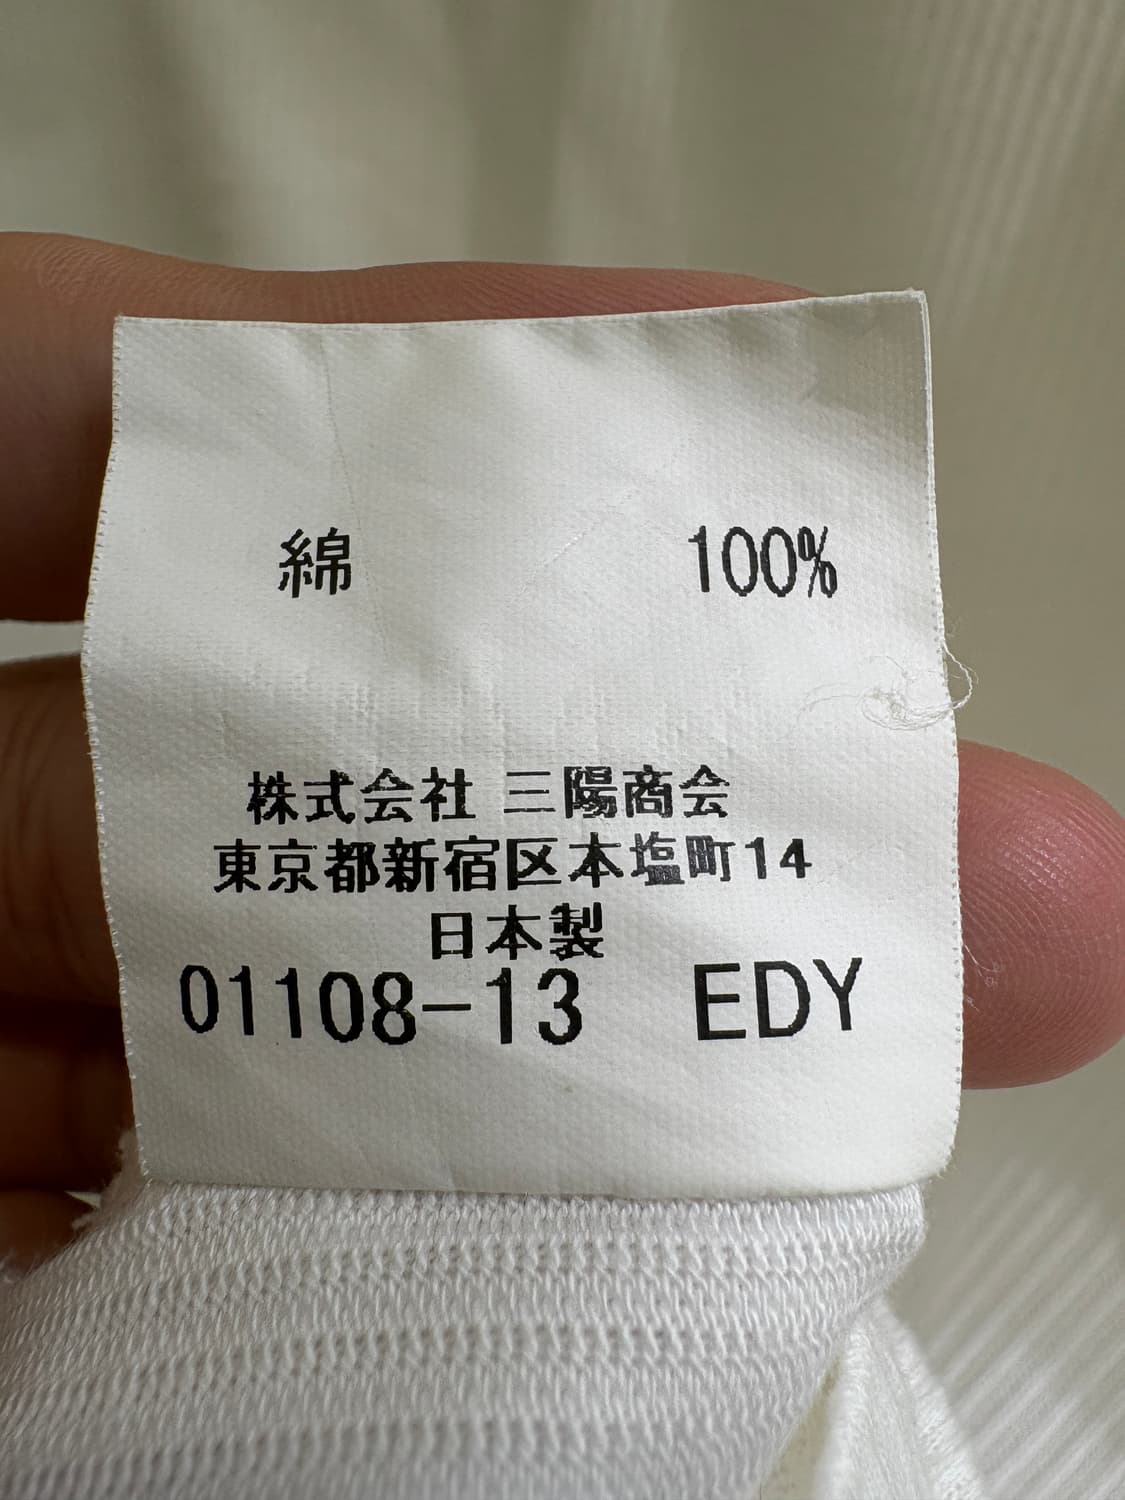 綿 100%
株式会社 三陽商会
東京都新宿区本塩町14
日本製
01108-13 EDY